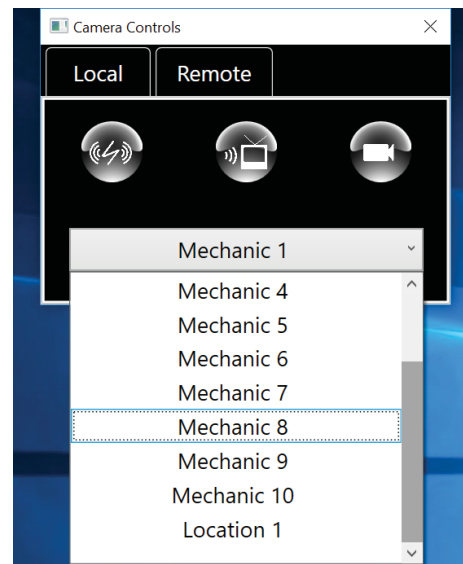 Camera Controls
Local Remote
Mechanic 1
Mechanic 4
Mechanic 5
Mechanic 6
Mechanic 7
Mechanic 8
Mechanic 9
Mechanic 10
Location 1